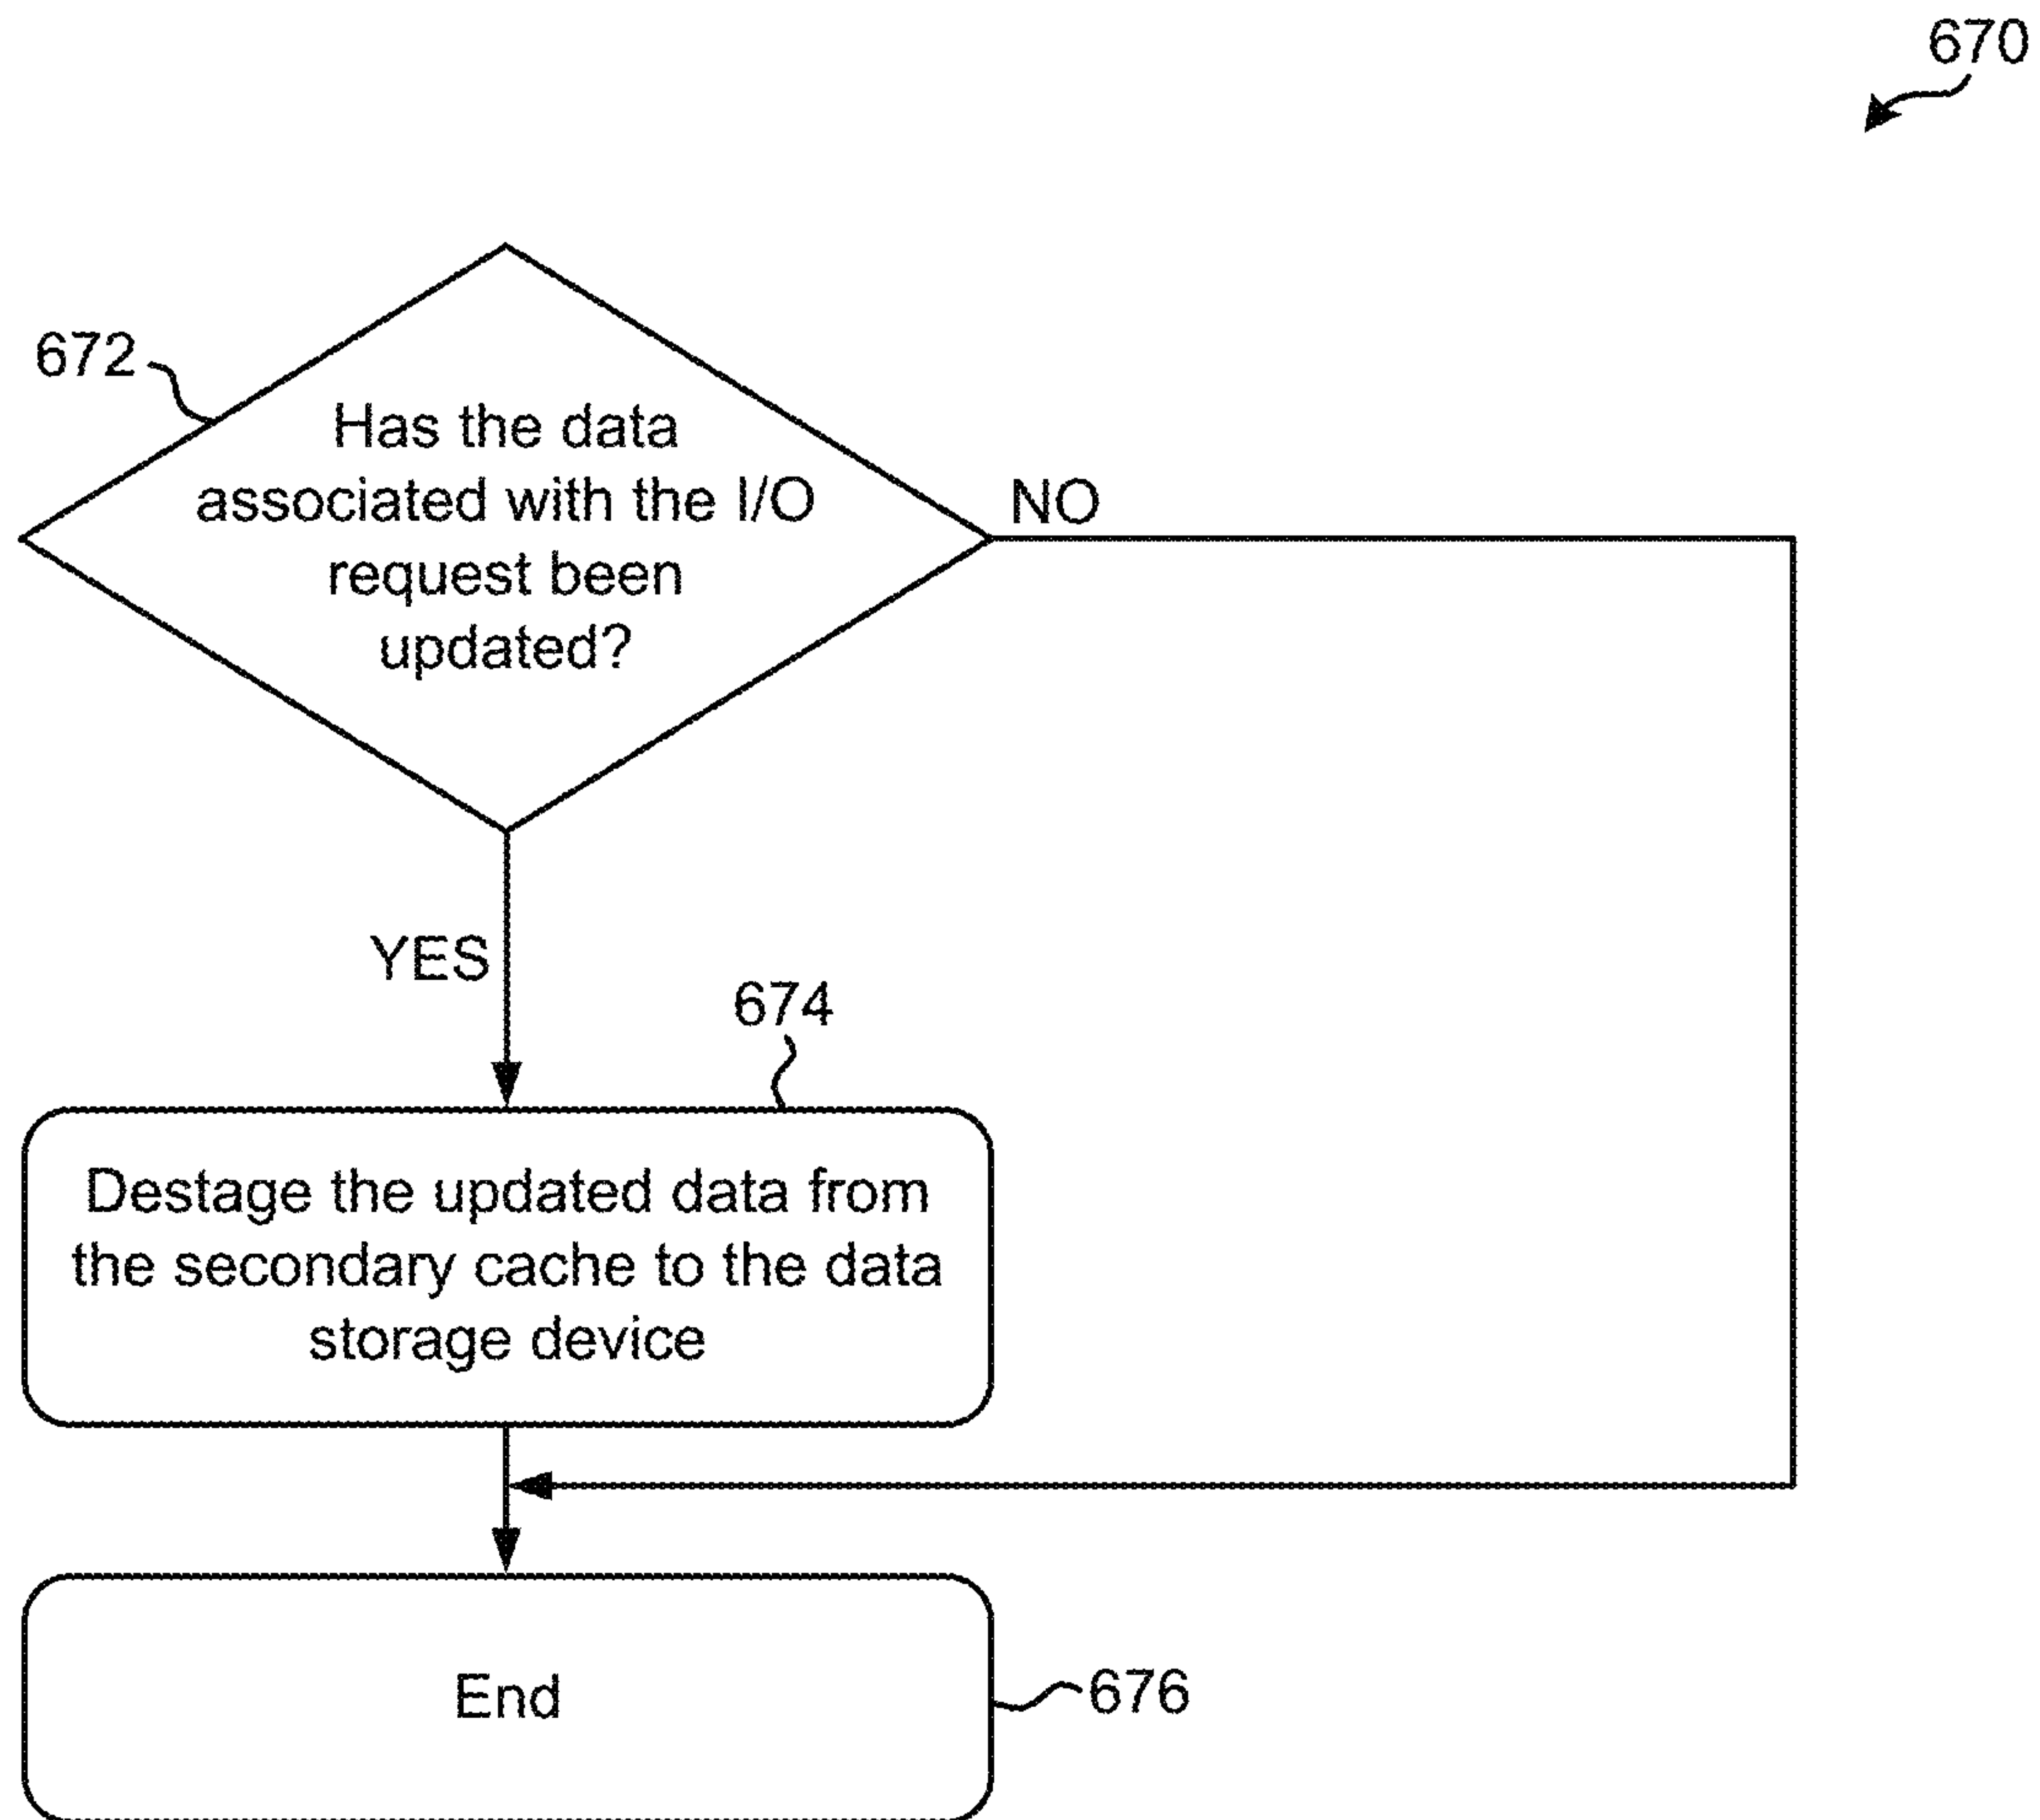 670
672
Has the data
associated with the I/O
request been
updated?
NO
YES
674
Destage the updated data from
the secondary cache to the data
storage device
End
676